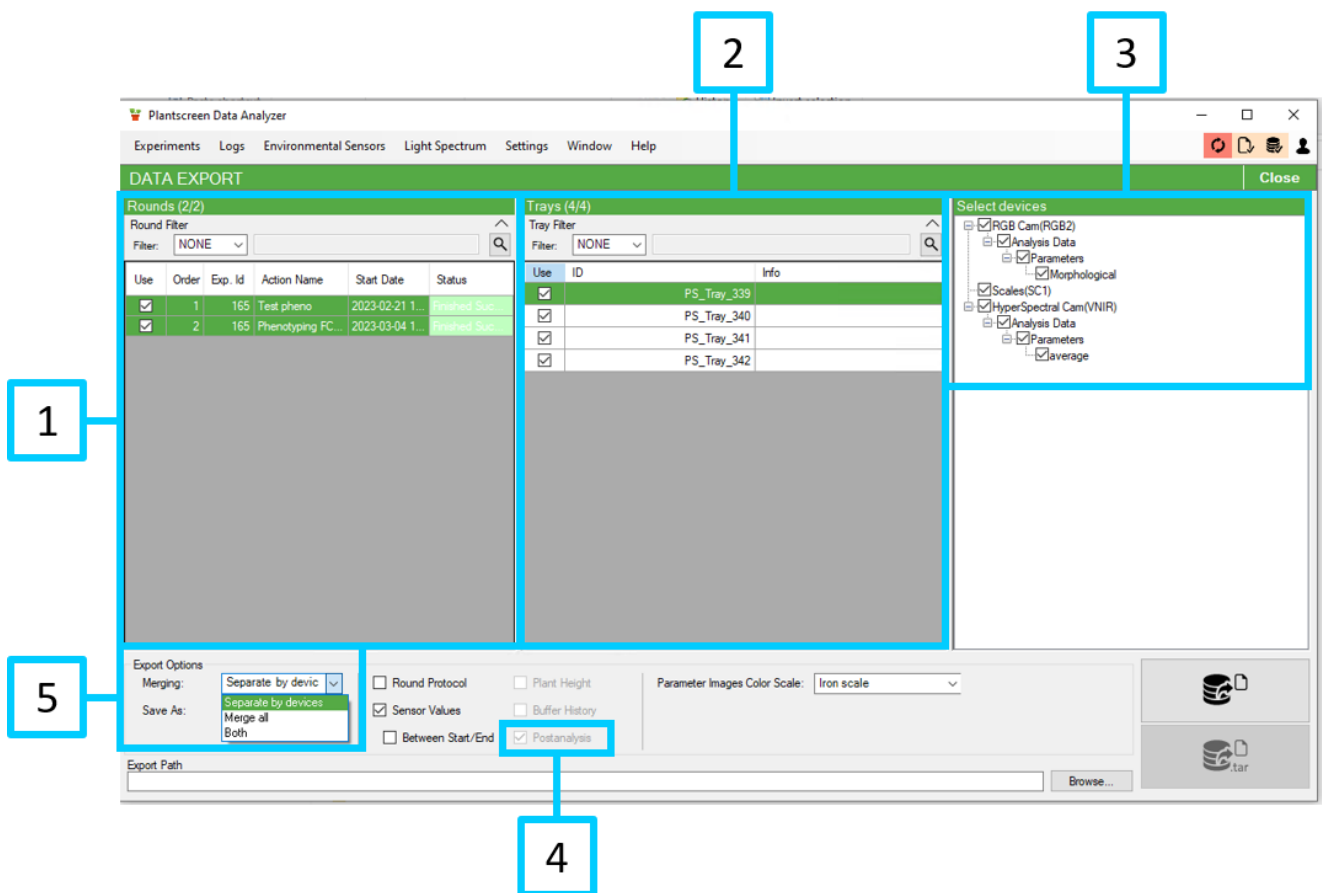 2
3
Plantscreen Data Analyzer
Experiments Logs Environmental Sensors Light Spectrum Settings Window Help
DATA EXPORT Close
Rounds (2/2)
Round Filter
Filter: NONE
Use Order Exp. Id Action Name Start Date Status
1 165 Test pheno 2023-02-21 1... Finished Suc
2 165 Phenotyping FC... 2023-03-04 1... Finished Suc
Trays (4/4)
Tray Filter
Filter: NONE
Use ID Info
PS_Tray_339
PS_Tray_340
PS_Tray_341
PS_Tray_342
Select devices
RGB Cam(RGB2)
Analysis Data
Parameters
Morphological
Scales(SC1)
HyperSpectral Cam(VNIR)
Analysis Data
Parameters
average
1
5
Export Options
Merging: Separate by devic
Save As:
Separate by devices
Merge all
Both
Round Protocol
Sensor Values
Between Start/End
Plant Height
Buffer History
Postanalysis
Parameter Images Color Scale: Iron scale
.tar
Export Path
Browse...
4